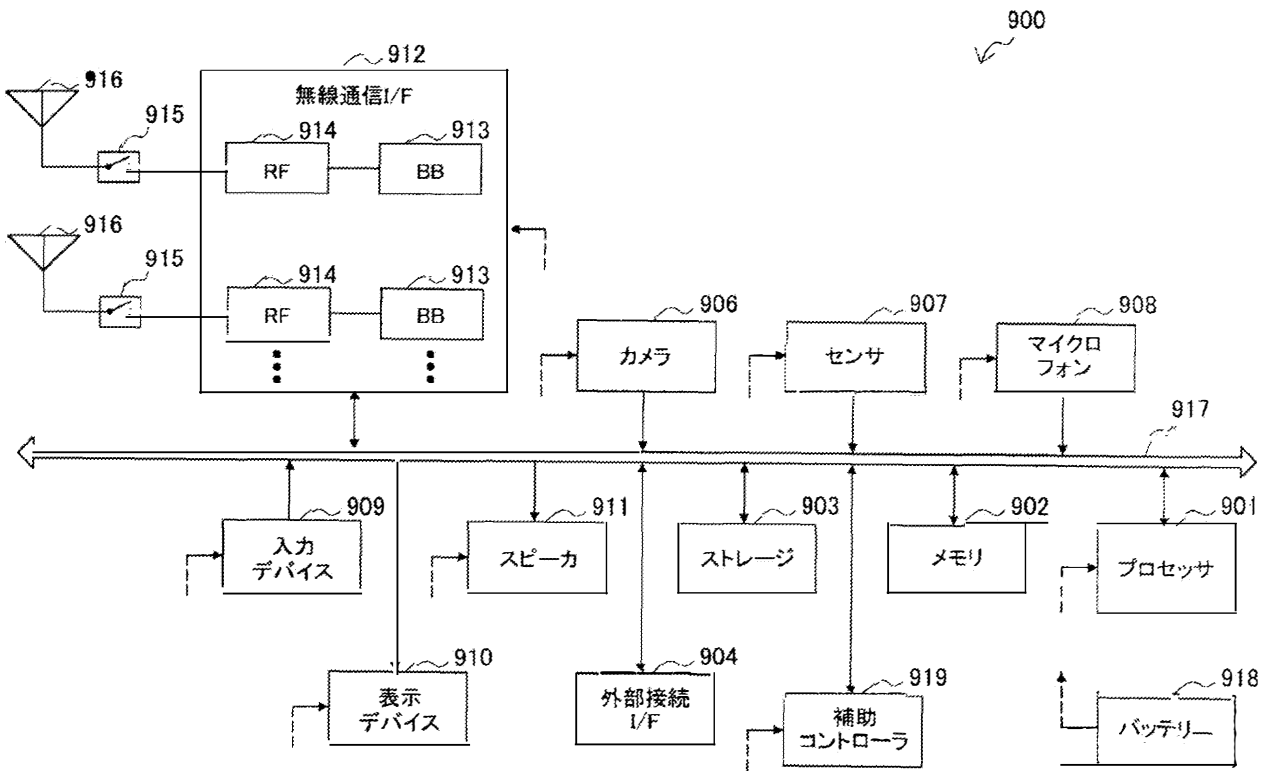 900
912
916
無線通信I/F
915
914
913
RF
BB
916
915
914
913
RF
BB
906
カメラ
907
センサ
908
マイクロ
フォン
917
909
入力
デバイス
911
スピーカ
903
ストレージ
902
メモリ
901
プロセッサ
910
表示
デバイス
904
外部接続
I/F
919
補助
コントローラ
918
バッテリー